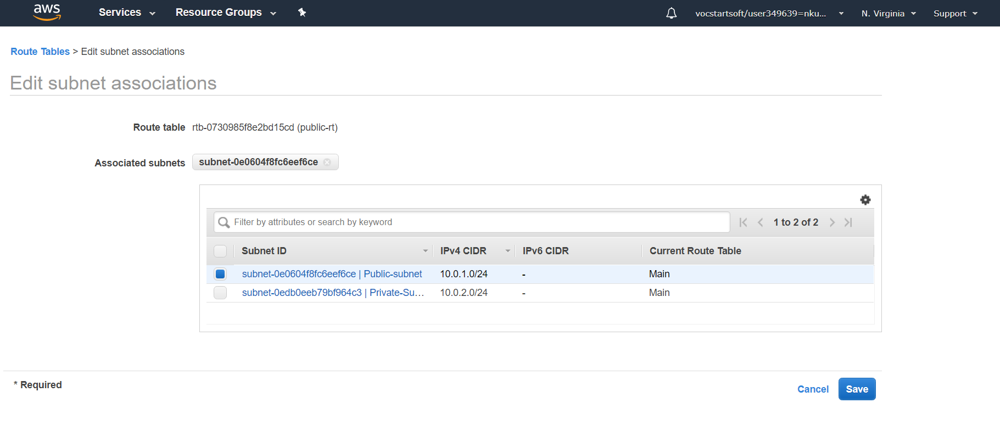 aws Services Resource Groups vocstartsoft/user349639=nku... N. Virginia Support
Route Tables > Edit subnet associations
Edit subnet associations
Route table rtb-0730985f8e2bd15cd (public-rt)
Associated subnets subnet-0e0604f8fc6eef6ce
Filter by attributes or search by keyword 1 to 2 of 2
Subnet ID IPv4 CIDR IPv6 CIDR Current Route Table
subnet-0e0604f8fc6eef6ce | Public-subnet 10.0.1.0/24 - Main
subnet-0edb0eeb79bf964c3 | Private-Su... 10.0.2.0/24 - Main
* Required
Cancel Save